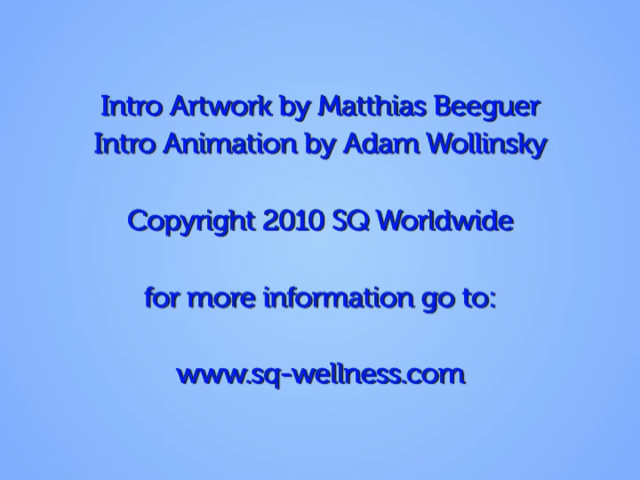 Intro Artwork by Matthias Beeguer
Intro Animation by Adam Wollinsky
Copyright 2010 SQ Worldwide
for more information go to:
www.sq-wellness.com